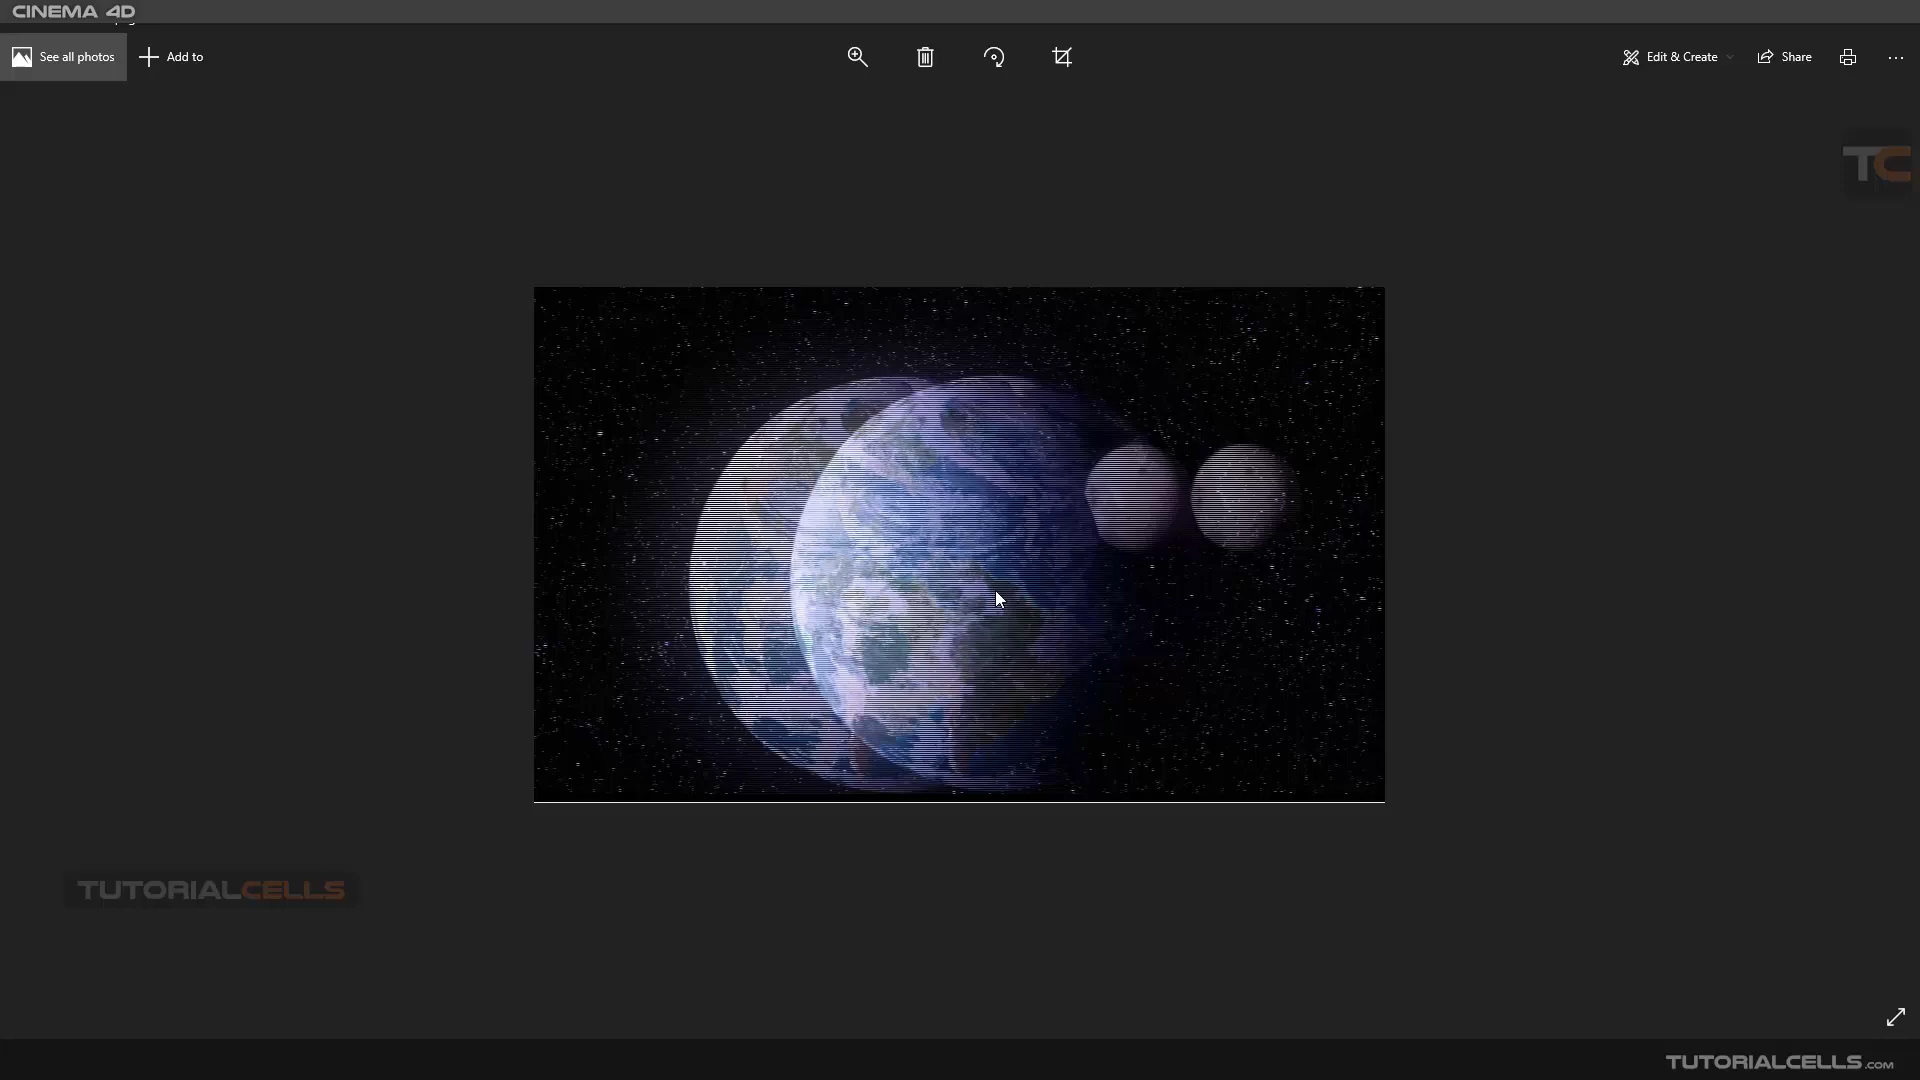 CINEMA 4D
See all photos
Add to
Edit & Create
Share
TC
TUTORIALCELLS
TUTORIALCELLS.COM